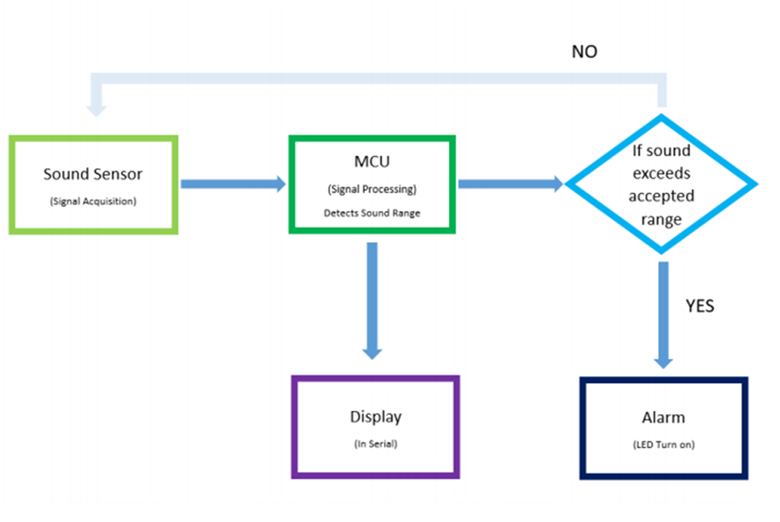 NO
Sound Sensor
(Signal Acquisition)
MCU
(Signal Processing)
Detects Sound Range
If sound
exceeds
accepted
range
YES
Display
(In Serial)
Alarm
(LED Turn on)